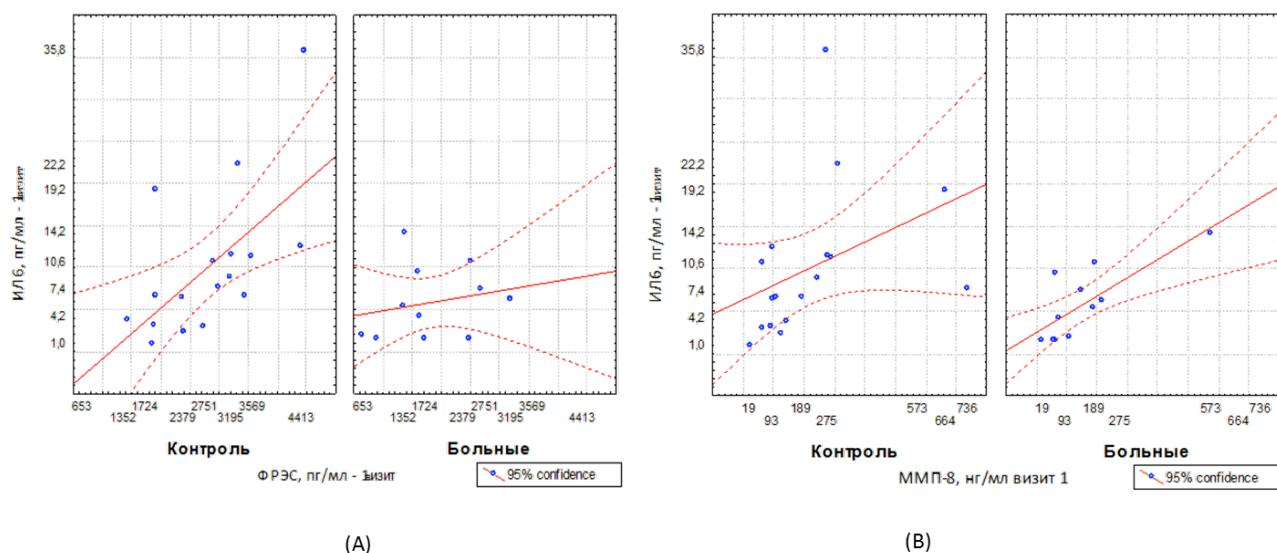 ИЛ6, пг/мл - 1визит
35,8
22,2
19,2
14,2
10,6
7,4
4,2
1,0
653 1724 2751 3569
1352 2379 3195 4413
653 1724 2751 3569
1352 2379 3195 4413
Контроль
Больные
ФРЭС, пг/мл - 1визит
95% confidence
(A)
ИЛ6, пг/мл - 1визит
35,8
22,2
19,2
14,2
10,6
7,4
4,2
1,0
19 189 573 736
93 275 664
19 189 573 736
93 275 664
Контроль
Больные
ММП-8, нг/мл визит 1
95% confidence
(B)